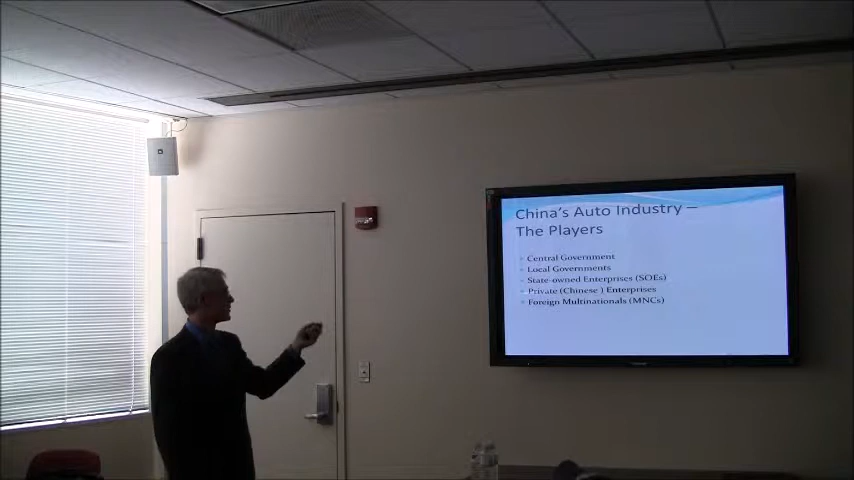 China's Auto Industry –
The Players
Central Government
Local Governments
State-owned Enterprises (SOEs)
Private (Chinese ) Enterprises
Foreign Multinationals (MNCs)